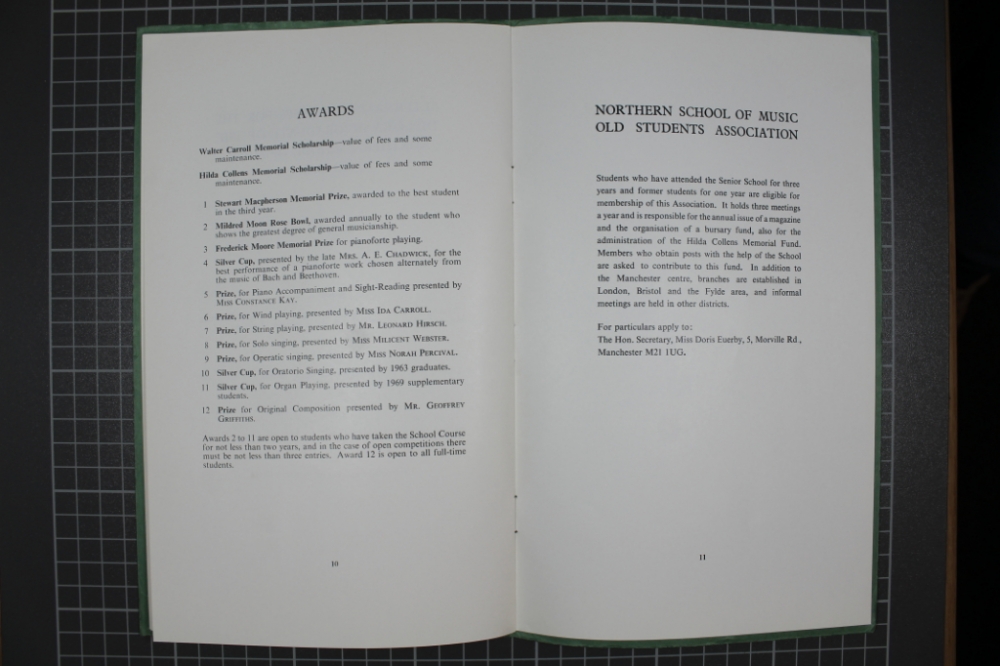 AWARDS
Walter Carroll Memorial Scholarship—value of fees and some
maintenance.
Hilda Collens Memorial Scholarship—value of fees and some
maintenance.
1 Stewart Macpherson Memorial Prize, awarded to the best student
in the third year.
2 Mildred Moon Rose Bowl, awarded annually to the student who
shows the greatest degree of general musicianship.
3 Frederick Moore Memorial Prize for pianoforte playing.
4 Silver Cup, presented by the late MRS. A. E. CHADWICK, for the
best performance of a pianoforte work chosen alternately from
the music of Bach and Beethoven.
5 Prize, for Piano Accompaniment and Sight-Reading presented by
MISS CONSTANCE KAY.
6 Prize, for Wind playing, presented by MISS IDA CARROLL.
7 Prize, for String playing, presented by MR. LEONARD HIRSCH.
8 Prize, for Solo singing, presented by MISS MILICENT WEBSTER.
9 Prize, for Operatic singing, presented by MISS NORAH PERCIVAL.
10 Silver Cup, for Oratorio Singing, presented by 1963 graduates.
11 Silver Cup, for Organ Playing, presented by 1969 supplementary
students.
12 Prize for Original Composition presented by MR. GEOFFREY
GRIFFITHS.
Awards 2 to 11 are open to students who have taken the School Course
for not less than two years, and in the case of open competitions there
must be not less than three entries. Award 12 is open to all full-time
students.
10
NORTHERN SCHOOL OF MUSIC
OLD STUDENTS ASSOCIATION
Students who have attended the Senior School for three
years and former students for one year are eligible for
membership of this Association. It holds three meetings
a year and is responsible for the annual issue of a magazine
and the organisation of a bursary fund, also for the
administration of the Hilda Collens Memorial Fund.
Members who obtain posts with the help of the School
are asked to contribute to this fund. In addition to
the Manchester centre, branches are established in
London, Bristol and the Fylde area, and informal
meetings are held in other districts.
For particulars apply to:
The Hon. Secretary, Miss Doris Euerby, 5, Morville Rd.,
Manchester M21 1UG.
11